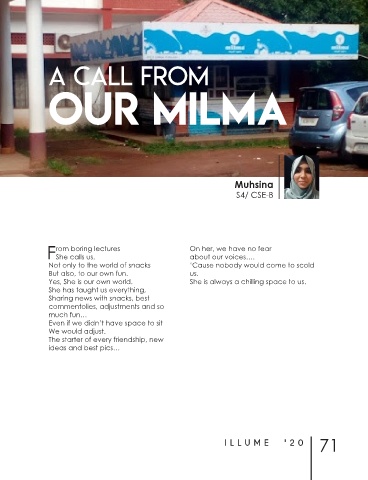 A CALL FROM
OUR MILMA
Muhsina
S4/ CSE-B
From boring lectures
She calls us.
Not only to the world of snacks
But also, to our own fun.
Yes, She is our own world.
She has taught us everything,
Sharing news with snacks, best
commentolies, adjustments and so
much fun...
Even if we didn't have space to sit
We would adjust.
The starter of every friendship, new
ideas and best pics...
On her, we have no fear
about our voices....
'Cause nobody would come to scold
us.
She is always a chilling space to us.
ILLUME '20
71